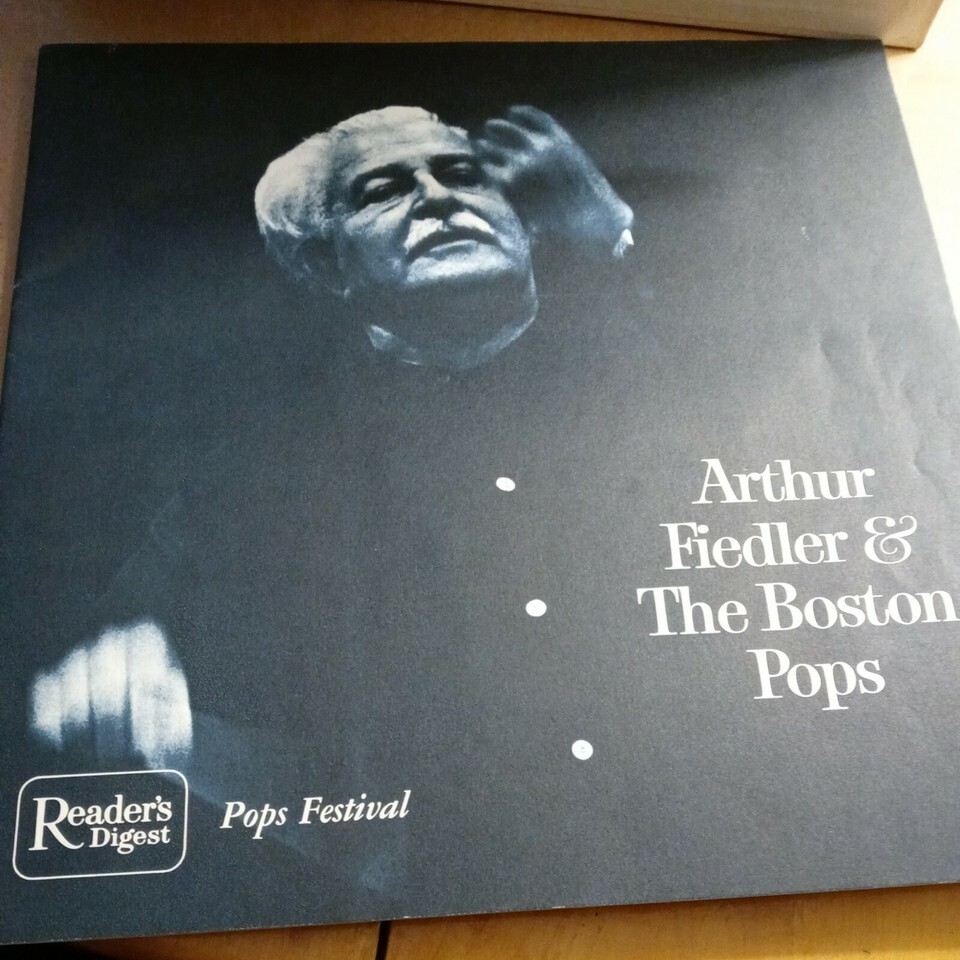 Arthur
Fiedler &
The Boston
Pops
Reader's
Digest
Pops Festival